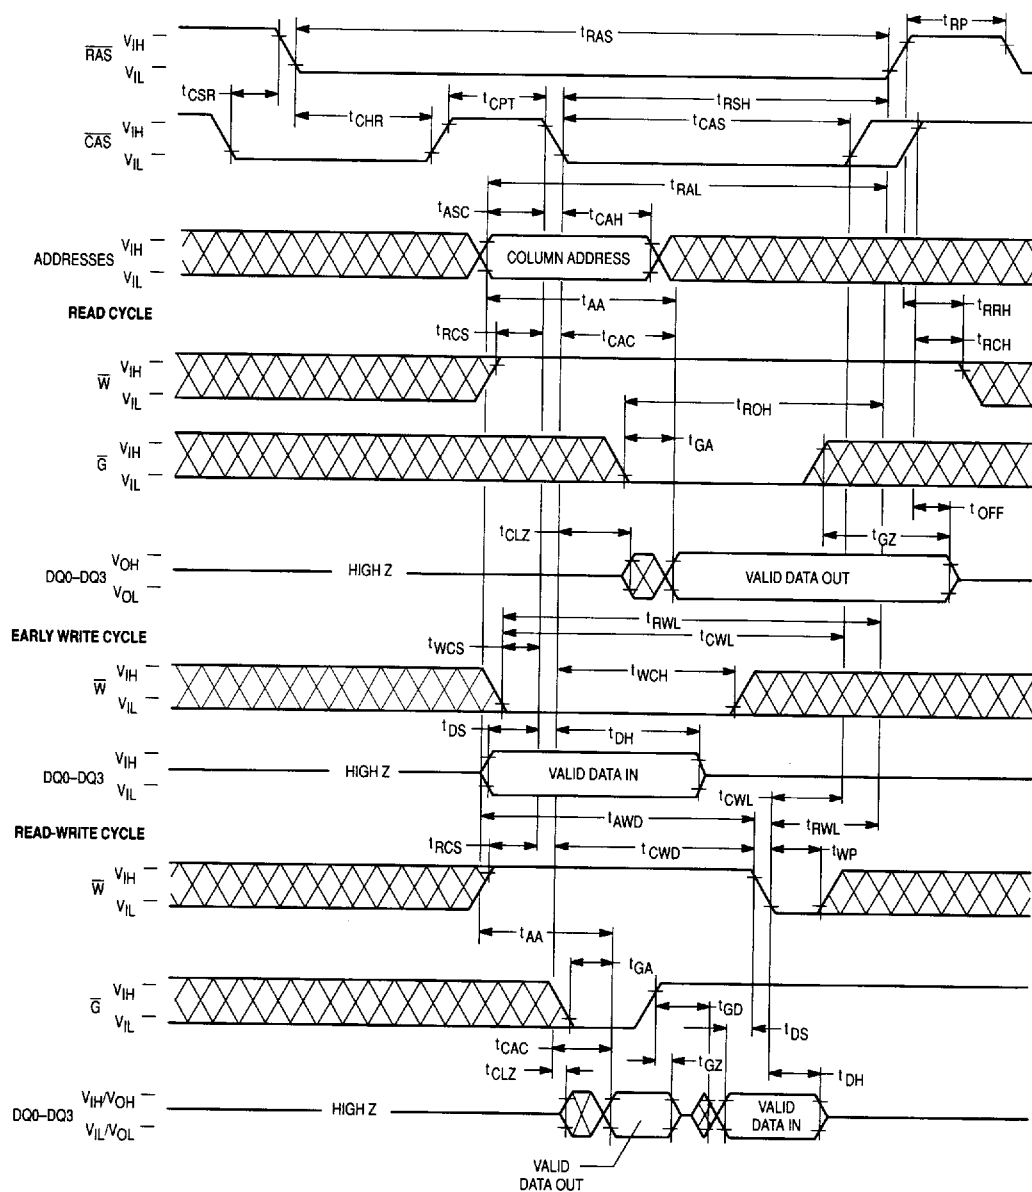 tRAS
tRP
RAS
VIH
VIL
tCSR
tCHR
tCPT
tRSH
tCAS
CAS
VIH
VIL
tRAL
tASC
tCAH
ADDRESSES
VIH
VIL
COLUMN ADDRESS
tAA
READ CYCLE
tRRH
tRCS
tCAC
tRCH
W
VIH
VIL
tROH
tGA
G
VIH
VIL
tOFF
tCLZ
tGZ
DQ0–DQ3
VOH
VOL
HIGH Z
VALID DATA OUT
tRWL
EARLY WRITE CYCLE
tCWL
tWCS
tWCH
W
VIH
VIL
tDS
tDH
DQ0–DQ3
VIH
VIL
HIGH Z
VALID DATA IN
tCWL
tAWD
READ-WRITE CYCLE
tRWL
tRCS
tCWD
tWP
W
VIH
VIL
tAA
tGA
G
VIH
VIL
tGD
tDS
tCAC
tCLZ
tGZ
tDH
DQ0–DQ3
VIH/VOH
VIL/VOL
HIGH Z
VALID
DATA IN
VALID
DATA OUT